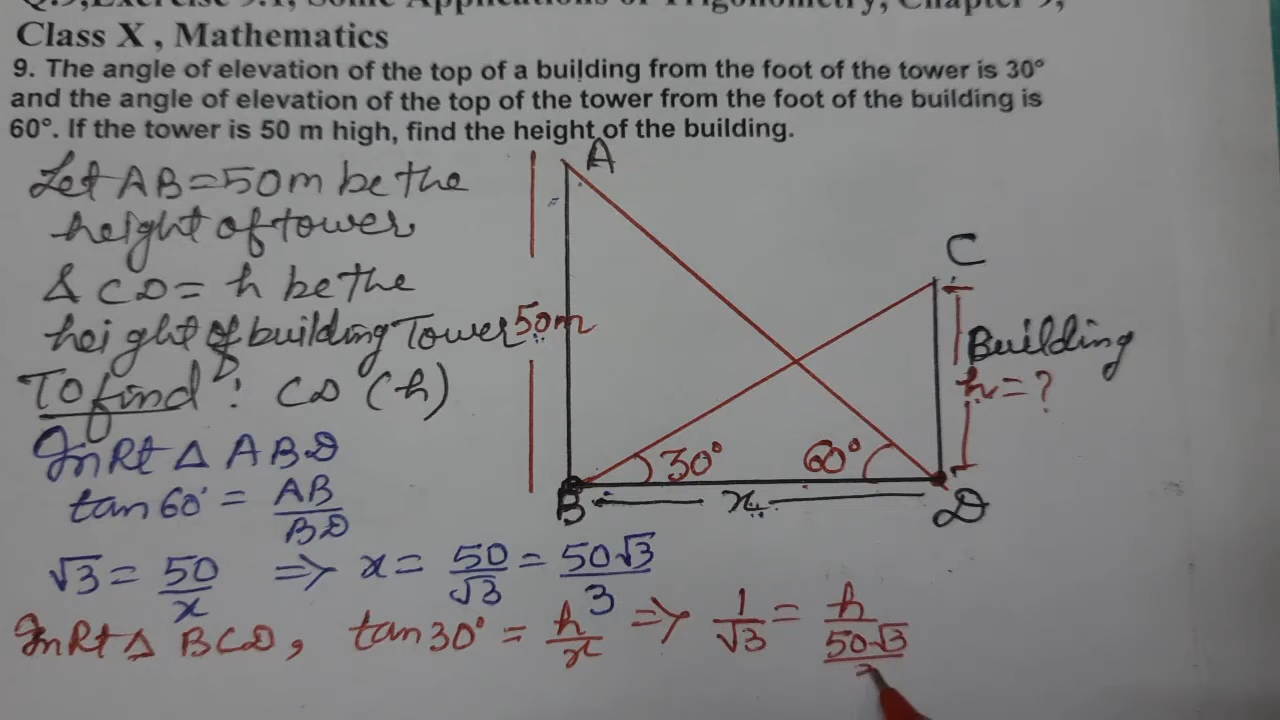 Class X , Mathematics
9. The angle of elevation of the top of a building from the foot of the tower is 30°
and the angle of elevation of the top of the tower from the foot of the building is
60°. If the tower is 50 m high, find the height of the building.
Let AB=50m be the
height of tower
& CD = h be the
height of building
To find : CD (h)
In Rt △ ABD
tan 60° = AB/BD
√3 = 50/x => x = 50/√3 = 50√3/3
In Rt △ BCD, tan 30° = h/x => 1/√3 = h/50√3
A
C
Tower 50m
Building
h = ?
30°
60°
B
x
D